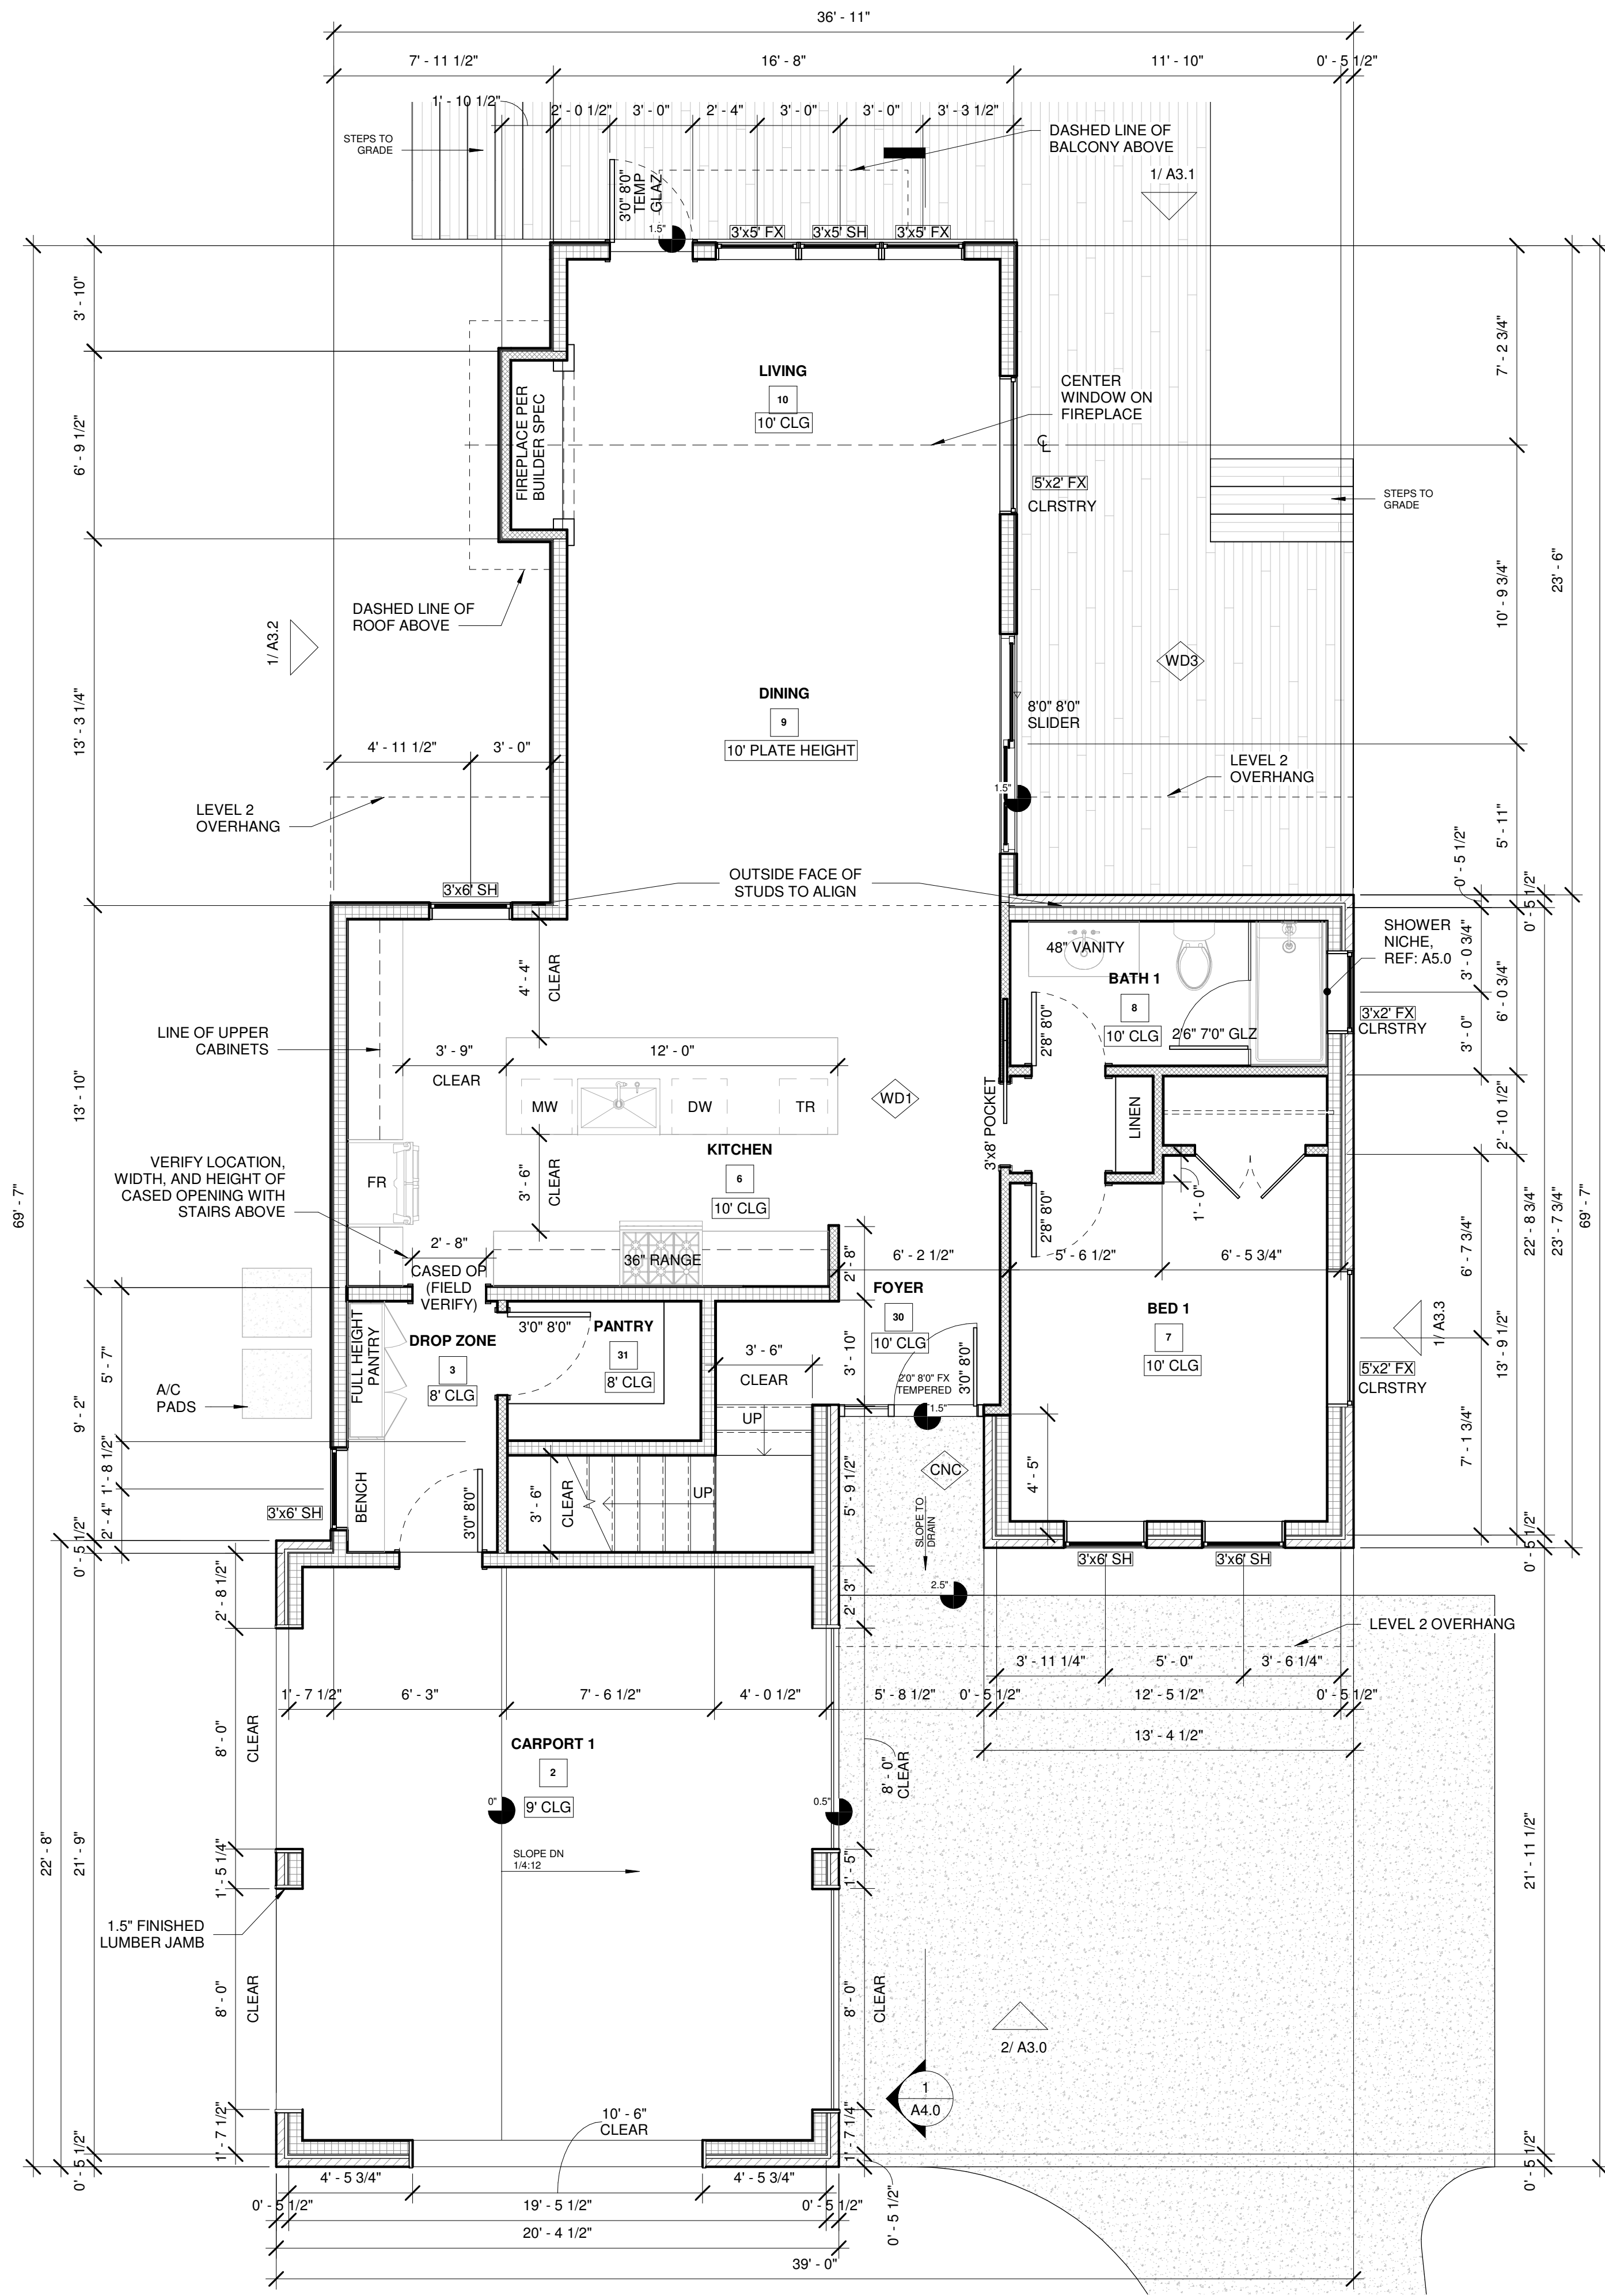 36' - 11"
7' - 11 1/2"
16' - 8"
11' - 10"
0' - 5 1/2"
1' - 10 1/2"
2' - 0 1/2"
3' - 0"
2' - 4"
3' - 0"
3' - 0"
3' - 3 1/2"
STEPS TO
GRADE
DASHED LINE OF
BALCONY ABOVE
1/ A3.1
3'0" 8'0"
TEMP
GLAZ
1.5"
3'x5' FX
3'x5' SH
3'x5' FX
3' - 10"
7' - 2 3/4"
LIVING
10
10' CLG
CENTER
WINDOW ON
FIREPLACE
FIREPLACE PER
BUILDER SPEC
6' - 9 1/2"
CL
5'x2' FX
CLRSTRY
STEPS TO
GRADE
23' - 6"
10' - 9 3/4"
DASHED LINE OF
ROOF ABOVE
1/ A3.2
WD3
DINING
9
10' PLATE HEIGHT
8'0" 8'0"
SLIDER
13' - 3 1/4"
4' - 11 1/2"
3' - 0"
LEVEL 2
OVERHANG
1.5"
LEVEL 2
OVERHANG
5' - 11"
0' - 5 1/2"
0' - 5 1/2"
3'x6' SH
OUTSIDE FACE OF
STUDS TO ALIGN
SHOWER
NICHE,
REF: A5.0
3' - 0 3/4"
6' - 0 3/4"
4' - 4"
CLEAR
48" VANITY
BATH 1
8
10' CLG
2'6" 7'0" GLZ
2'8" 8'0"
3'x2' FX
CLRSTRY
3' - 0"
LINE OF UPPER
CABINETS
3' - 9"
CLEAR
12' - 0"
13' - 10"
MW
DW
TR
WD1
3'x8' POCKET
LINEN
2' - 10 1/2"
KITCHEN
6
10' CLG
3' - 6"
CLEAR
VERIFY LOCATION,
WIDTH, AND HEIGHT OF
CASED OPENING WITH
STAIRS ABOVE
FR
1' - 0"
69' - 7"
22' - 8 3/4"
23' - 7 3/4"
69' - 7"
2' - 8"
CASED OP
(FIELD
VERIFY)
36" RANGE
2' - 8"
6' - 2 1/2"
2'8" 8'0"
5' - 6 1/2"
6' - 5 3/4"
6' - 7 3/4"
FOYER
30
10' CLG
BED 1
7
10' CLG
1/ A3.3
13' - 9 1/2"
FULL HEIGHT
PANTRY
DROP ZONE
3
8' CLG
3'0" 8'0"
PANTRY
31
8' CLG
3' - 6"
CLEAR
3' - 10"
2'0" 8'0" FX
TEMPERED
3'0" 8'0"
5'x2' FX
CLRSTRY
5' - 7"
9' - 2"
A/C
PADS
UP
1.5"
7' - 1 3/4"
1' - 8 1/2"
CNC
4' - 5"
BENCH
3'0" 8'0"
3' - 6"
CLEAR
UP
5' - 9 1/2"
SLOPE TO
DRAIN
3'x6' SH
2' - 4"
0' - 5 1/2"
3'x6' SH
3'x6' SH
0' - 5 1/2"
2' - 8 1/2"
2' - 3"
2.5"
LEVEL 2 OVERHANG
3' - 11 1/4"
5' - 0"
3' - 6 1/4"
1' - 7 1/2"
6' - 3"
7' - 6 1/2"
4' - 0 1/2"
5' - 8 1/2"
0' - 5 1/2"
12' - 5 1/2"
0' - 5 1/2"
13' - 4 1/2"
8' - 0"
CLEAR
CARPORT 1
2
9' CLG
0"
0.5"
8' - 0"
CLEAR
22' - 8"
21' - 9"
21' - 11 1/2"
1' - 5 1/4"
SLOPE DN
1/4:12
1' - 5"
1.5" FINISHED
LUMBER JAMB
8' - 0"
CLEAR
8' - 0"
CLEAR
2/ A3.0
1
A4.0
1' - 7 1/2"
0' - 5 1/2"
10' - 6"
CLEAR
1' - 7 1/4"
0' - 5 1/2"
4' - 5 3/4"
4' - 5 3/4"
0' - 5 1/2"
0' - 5 1/2"
19' - 5 1/2"
0' - 5 1/2"
20' - 4 1/2"
39' - 0"